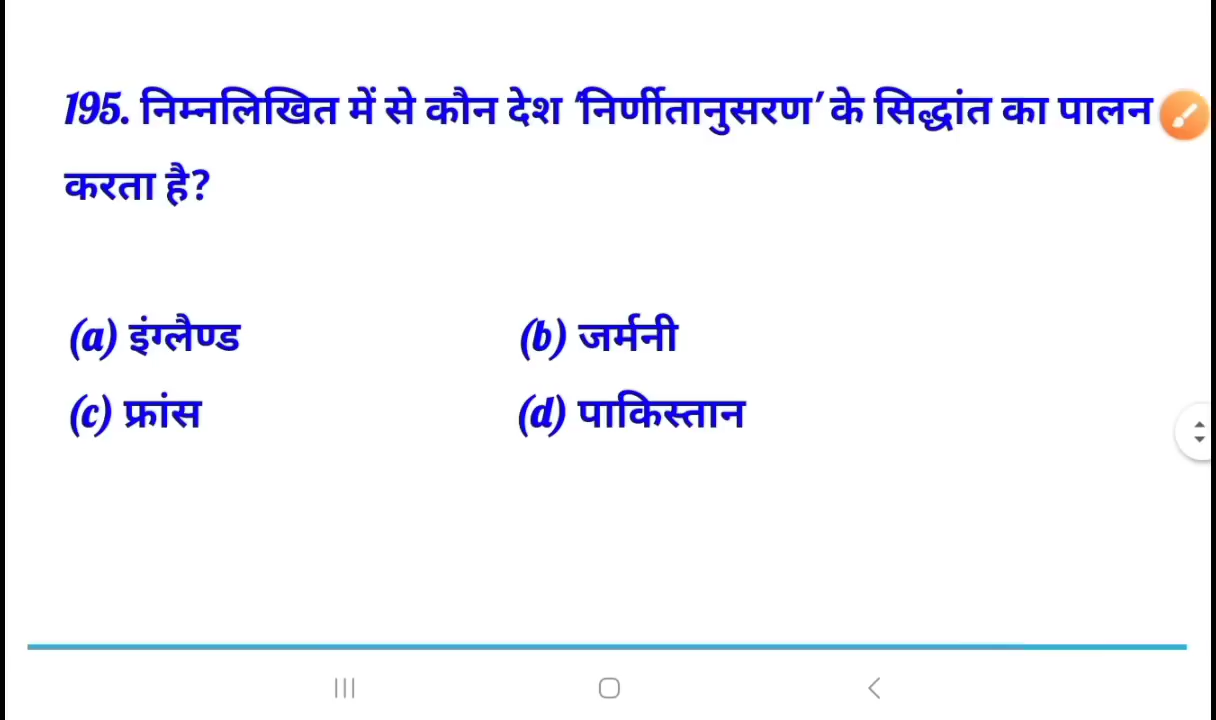 195. निम्नलिखित में से कौन देश 'निर्णीतानुसरण' के सिद्धांत का पालन
करता है?
(a) इंग्लैण्ड (b) जर्मनी
(c) फ्रांस (d) पाकिस्तान